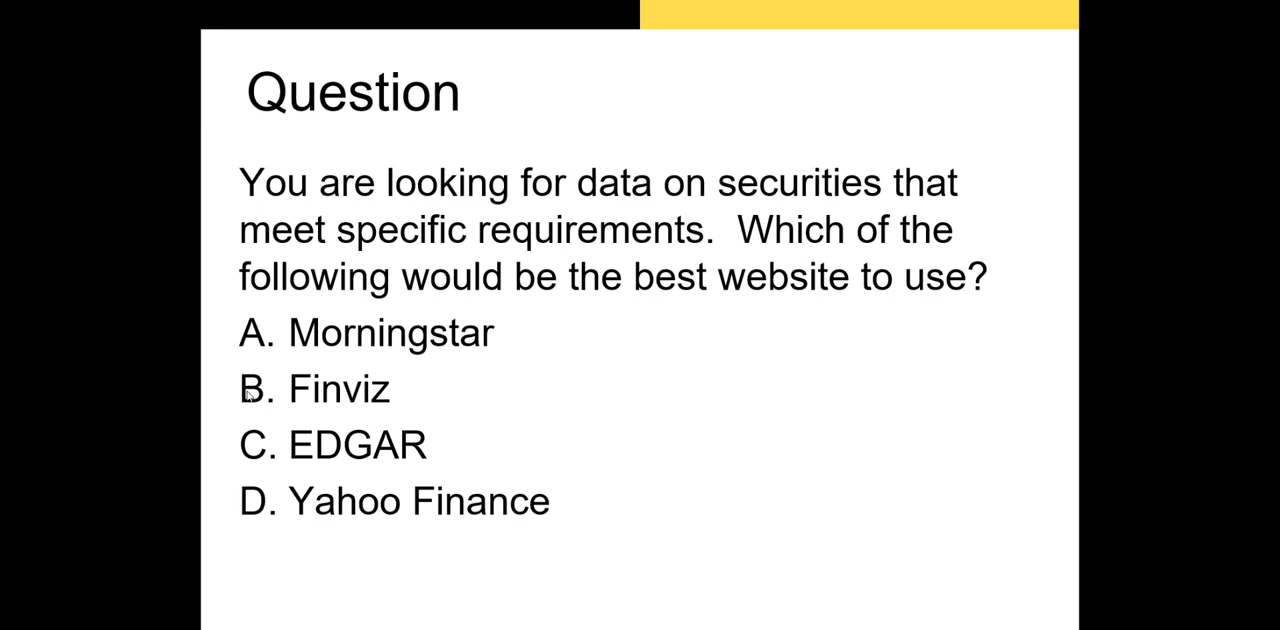 Question
You are looking for data on securities that
meet specific requirements.  Which of the
following would be the best website to use?
A. Morningstar
B. Finviz
C. EDGAR
D. Yahoo Finance